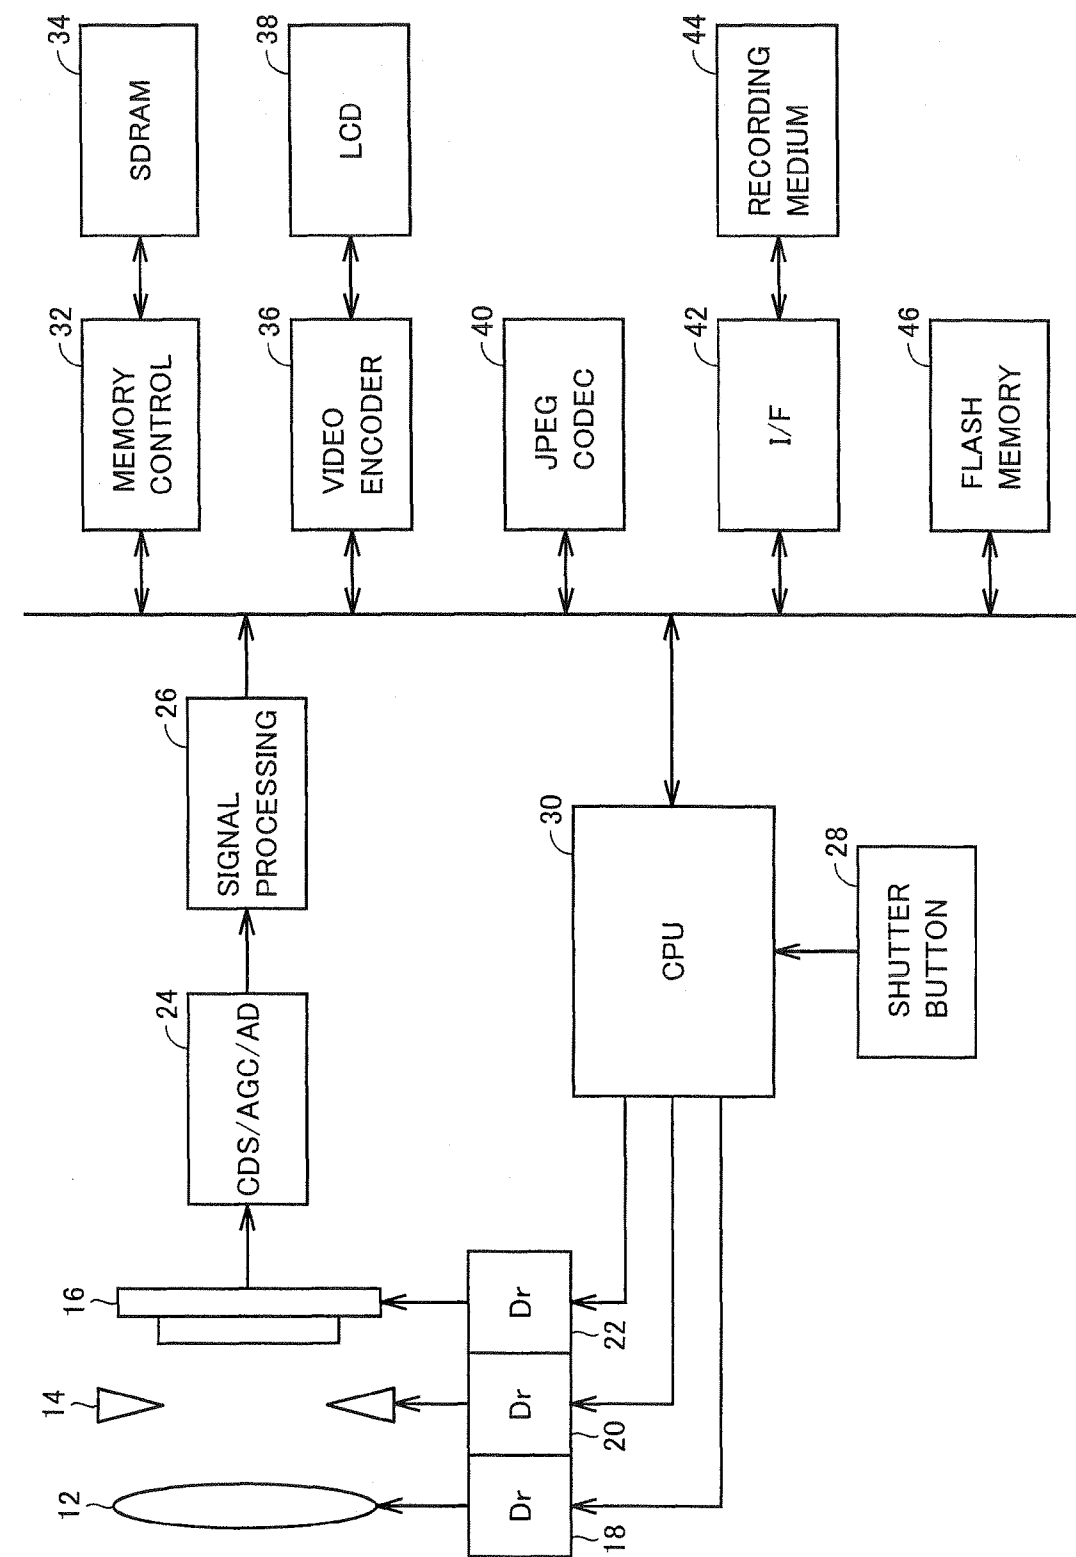 12
14
16
24
CDS/AGC/AD
26
SIGNAL
PROCESSING
32
MEMORY
CONTROL
34
SDRAM
36
VIDEO
ENCODER
38
LCD
40
JPEG
CODEC
Dr
Dr
Dr
18
20
22
30
CPU
42
I/F
44
RECORDING
MEDIUM
28
SHUTTER
BUTTON
46
FLASH
MEMORY